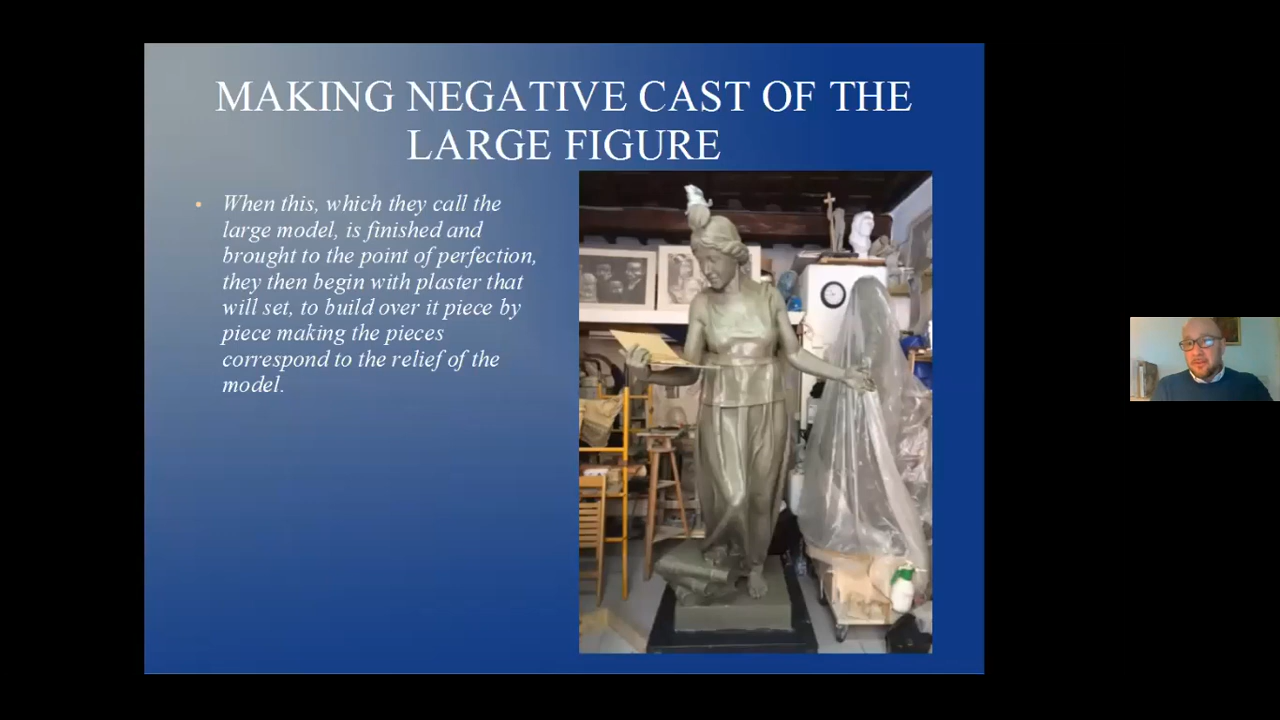 MAKING NEGATIVE CAST OF THE
LARGE FIGURE
• When this, which they call the
large model, is finished and
brought to the point of perfection,
they then begin with plaster that
will set, to build over it piece by
piece making the pieces
correspond to the relief of the
model.